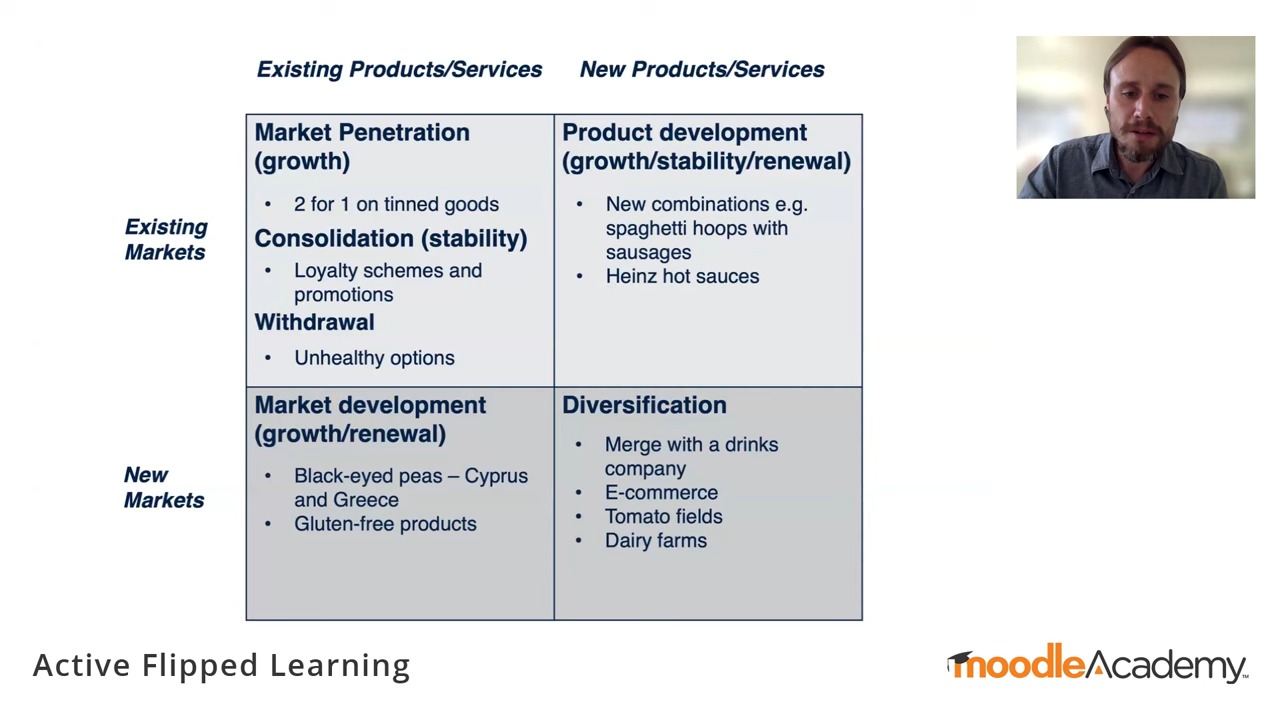 Existing Products/Services
New Products/Services
Existing
Markets
Market Penetration
(growth)
• 2 for 1 on tinned goods
Consolidation (stability)
• Loyalty schemes and
promotions
Withdrawal
• Unhealthy options
Product development
(growth/stability/renewal)
• New combinations e.g.
spaghetti hoops with
sausages
• Heinz hot sauces
New
Markets
Market development
(growth/renewal)
• Black-eyed peas – Cyprus
and Greece
• Gluten-free products
Diversification
• Merge with a drinks
company
• E-commerce
• Tomato fields
• Dairy farms
Active Flipped Learning
moodleAcademy™